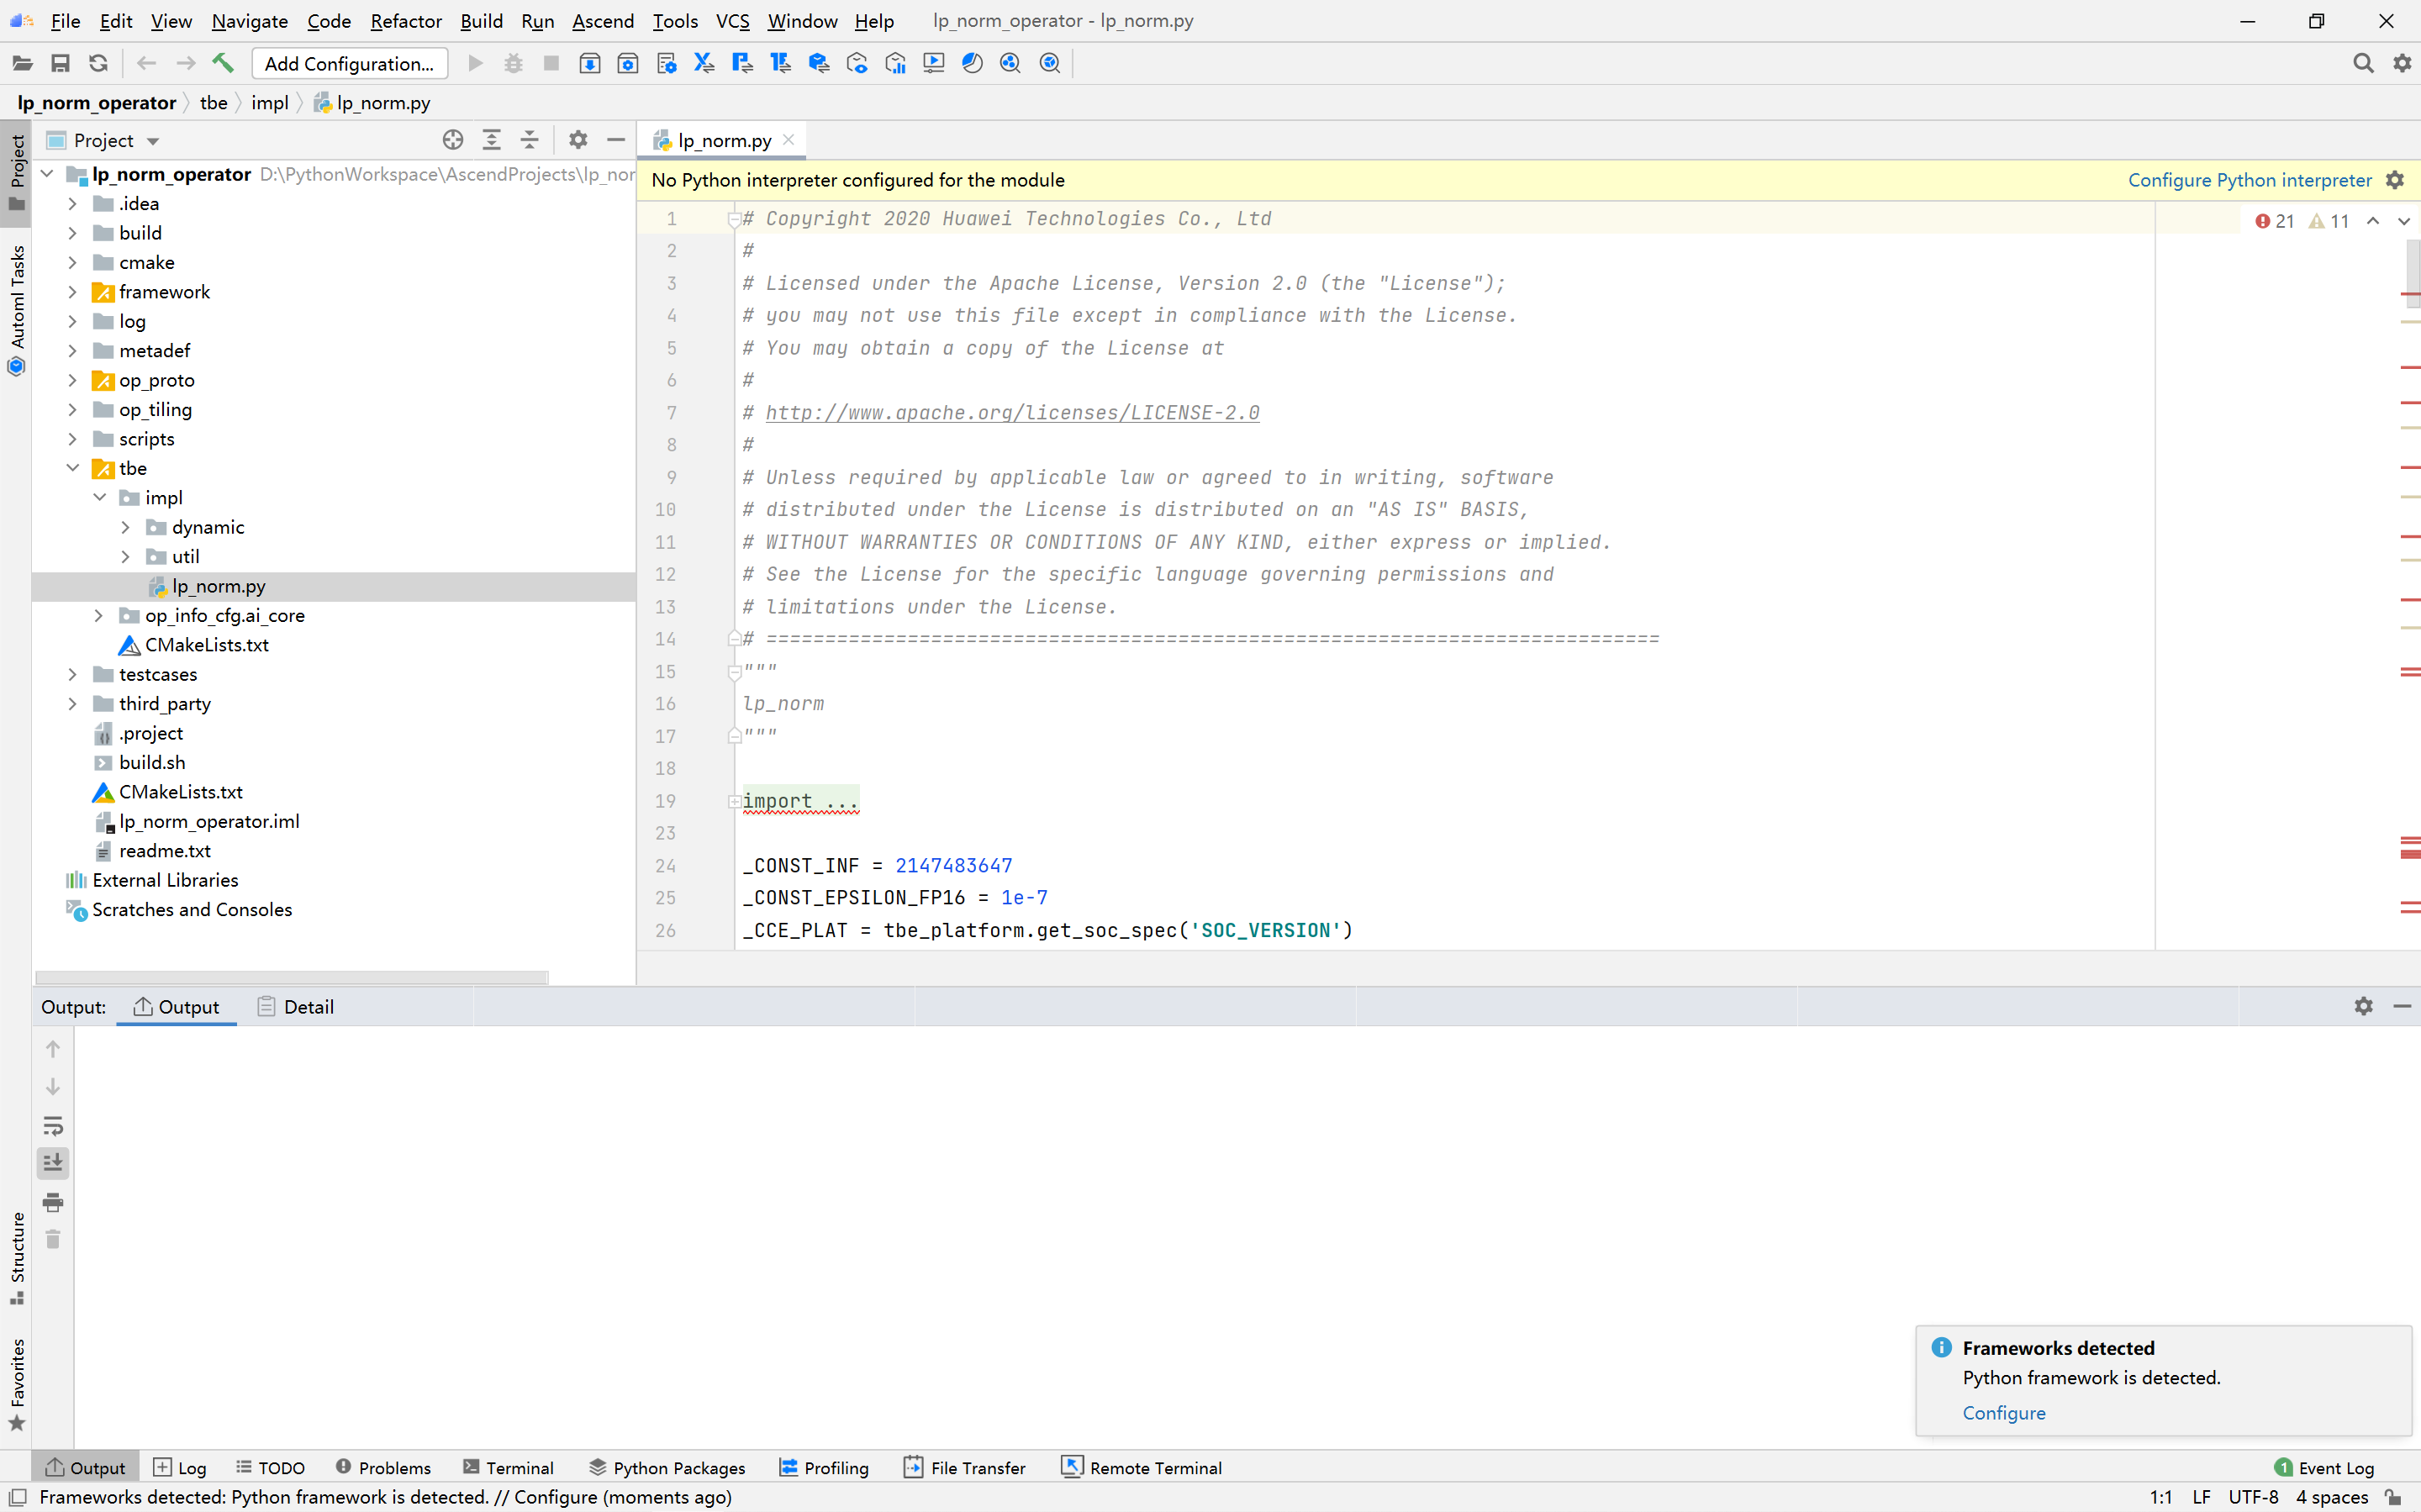 File Edit View Navigate Code Refactor Build Run Ascend Tools VCS Window Help lp_norm_operator - lp_norm.py
Add Configuration...
lp_norm_operator tbe impl lp_norm.py
Project
Automl Tasks
Structure
Favorites
Project
lp_norm_operator D:\PythonWorkspace\AscendProjects\lp_nor
.idea
build
cmake
framework
log
metadef
op_proto
op_tiling
scripts
tbe
impl
dynamic
util
lp_norm.py
op_info_cfg.ai_core
CMakeLists.txt
testcases
third_party
.project
build.sh
CMakeLists.txt
lp_norm_operator.iml
readme.txt
External Libraries
Scratches and Consoles
lp_norm.py
No Python interpreter configured for the module Configure Python interpreter
21 11
1 # Copyright 2020 Huawei Technologies Co., Ltd
2 #
3 # Licensed under the Apache License, Version 2.0 (the "License");
4 # you may not use this file except in compliance with the License.
5 # You may obtain a copy of the License at
6 #
7 # http://www.apache.org/licenses/LICENSE-2.0
8 #
9 # Unless required by applicable law or agreed to in writing, software
10 # distributed under the License is distributed on an "AS IS" BASIS,
11 # WITHOUT WARRANTIES OR CONDITIONS OF ANY KIND, either express or implied.
12 # See the License for the specific language governing permissions and
13 # limitations under the License.
14 # ============================================================================
15 """
16 lp_norm
17 """
18
19 import ...
23
24 _CONST_INF = 2147483647
25 _CONST_EPSILON_FP16 = 1e-7
26 _CCE_PLAT = tbe_platform.get_soc_spec('SOC_VERSION')
Output: Output Detail
Frameworks detected
Python framework is detected.
Configure
Output Log TODO Problems Terminal Python Packages Profiling File Transfer Remote Terminal 1 Event Log
Frameworks detected: Python framework is detected. // Configure (moments ago) 1:1 LF UTF-8 4 spaces